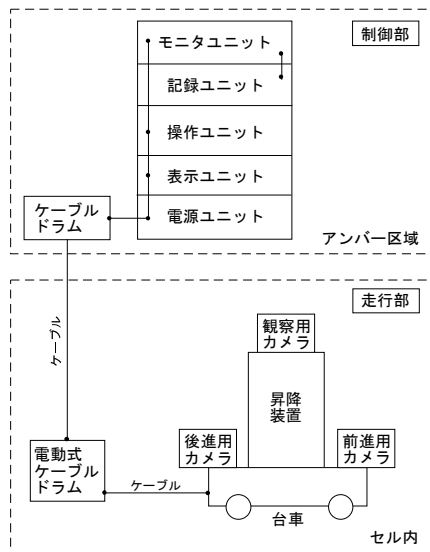 制御部
モニタユニット
記録ユニット
操作ユニット
表示ユニット
電源ユニット
ケーブル
ドラム
アンバー区域
走行部
ケーブル
観察用
カメラ
昇降
装置
後進用
カメラ
前進用
カメラ
電動式
ケーブル
ドラム
ケーブル
台車
セル内